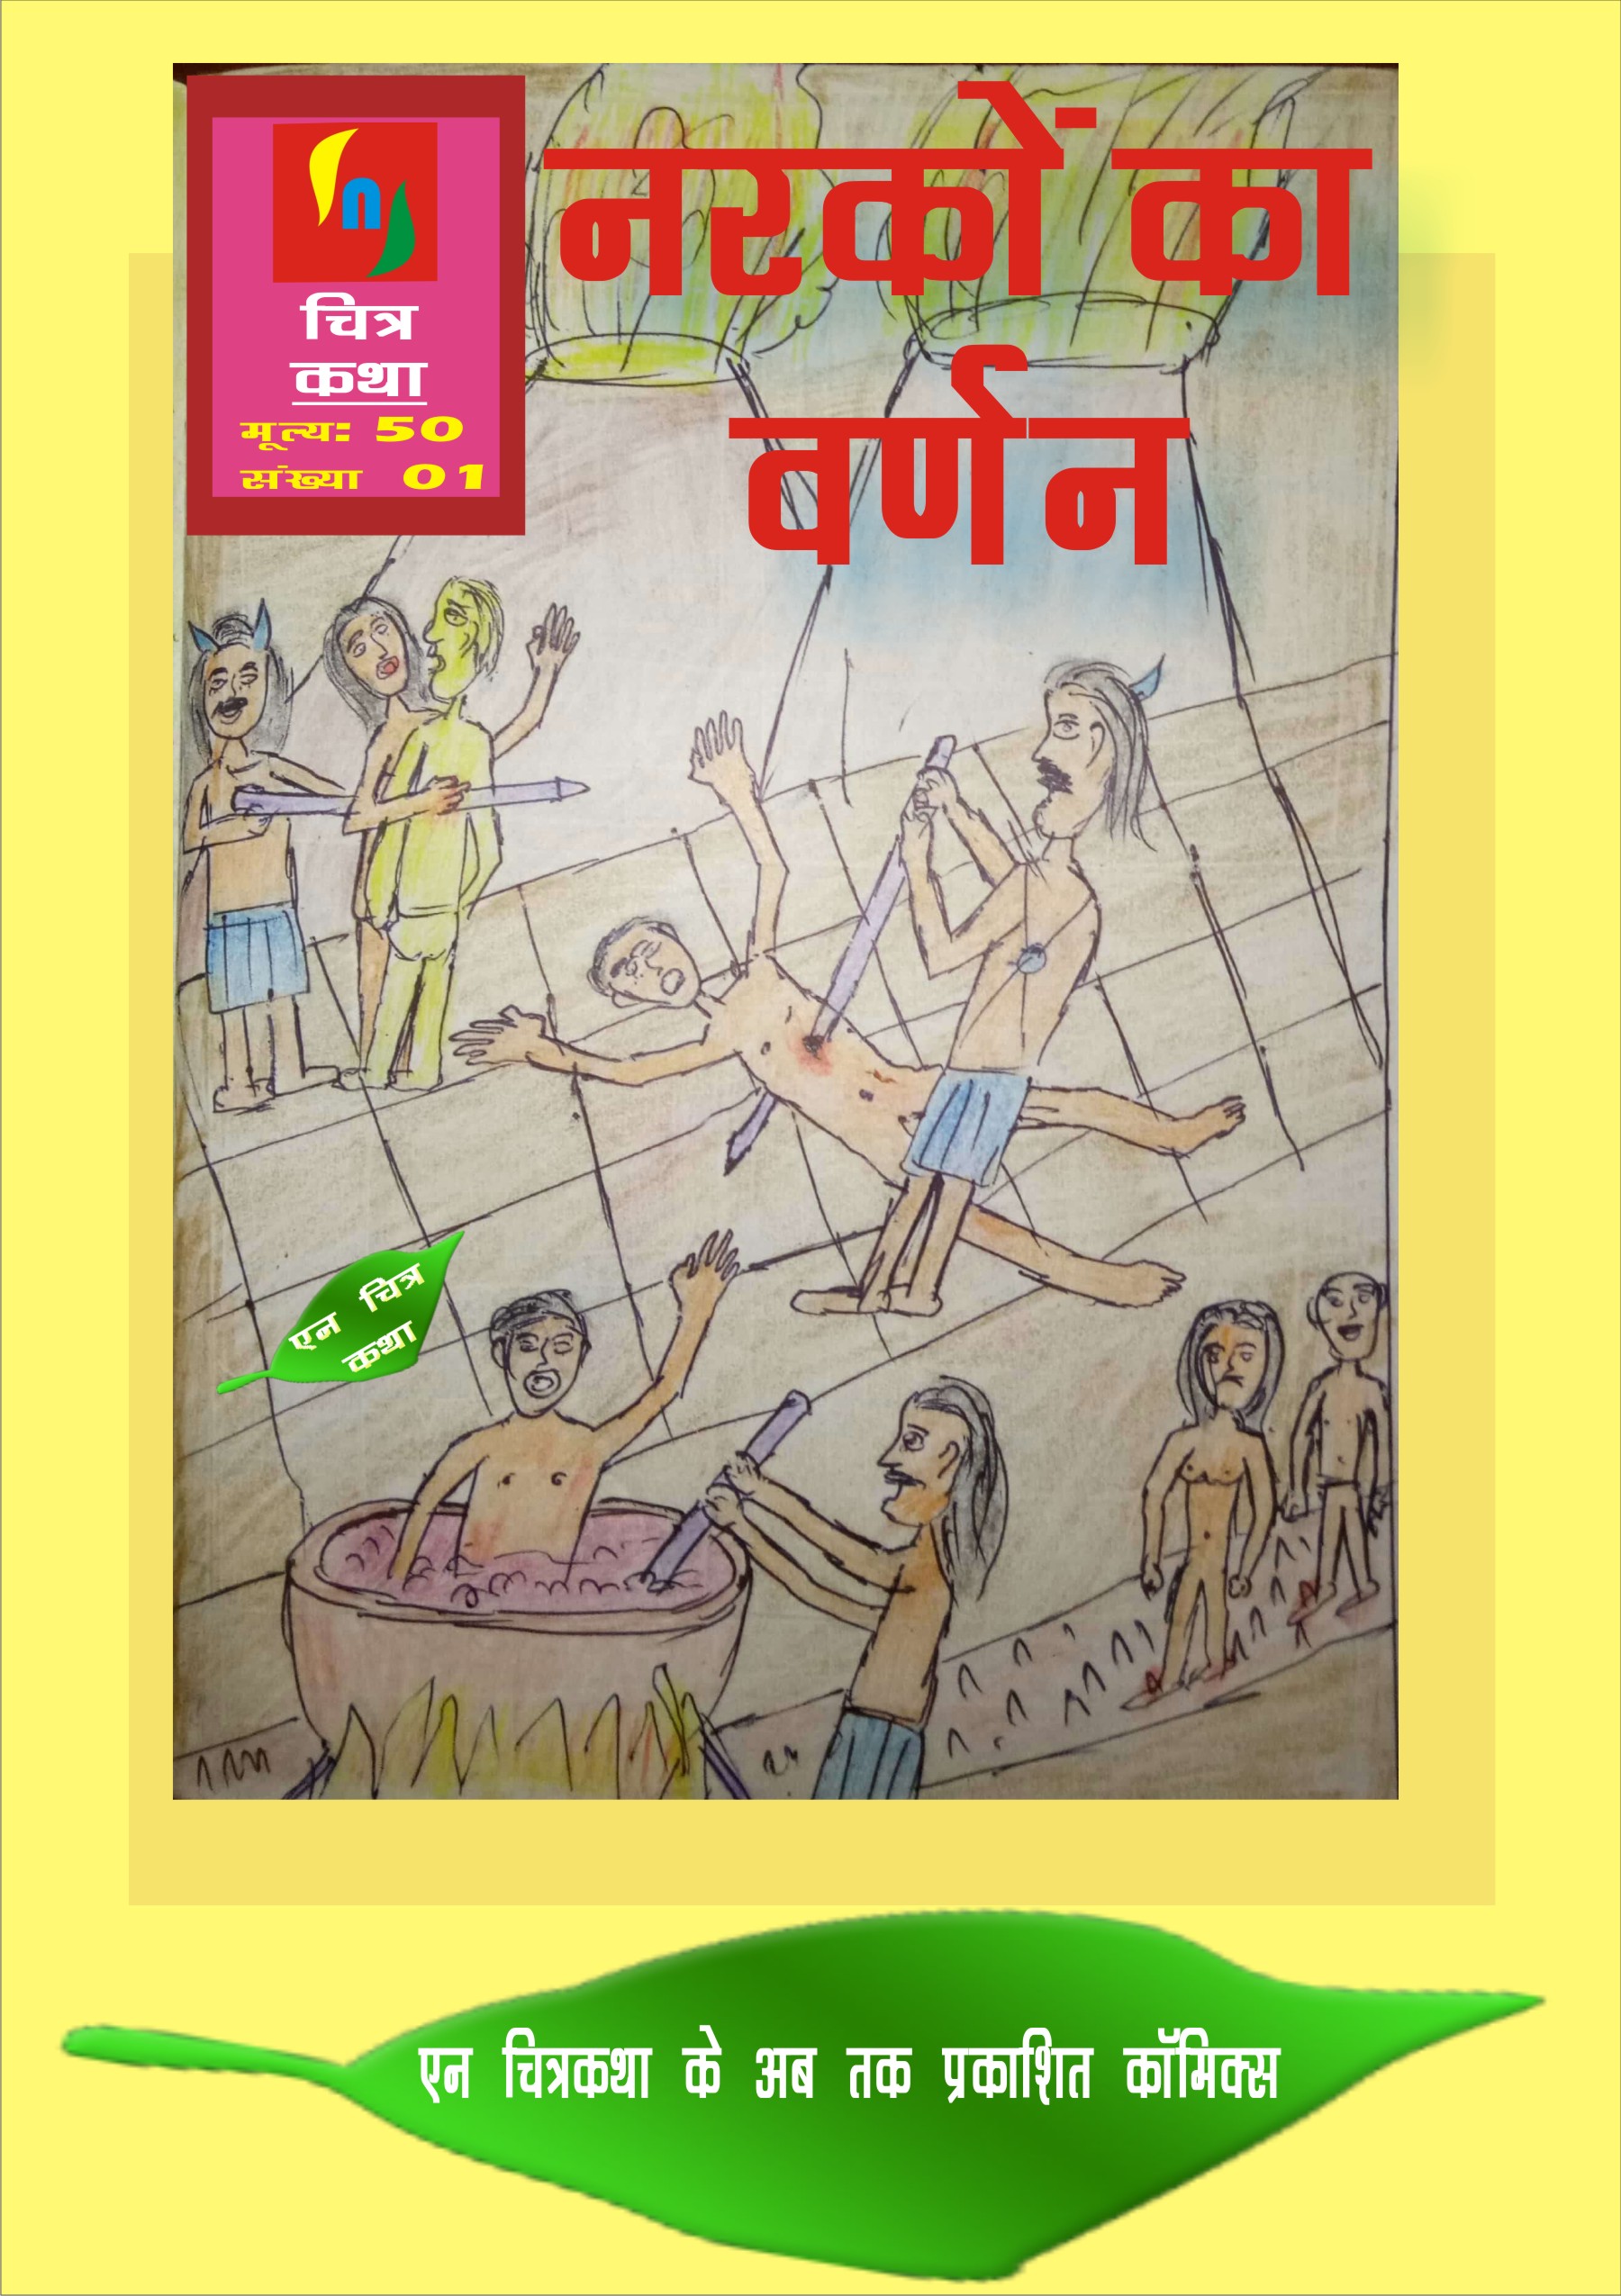 n
चित्र
कथा
मूल्य: 50
संख्या 01
नरकों का
वर्णन
एन चित्र
कथा
एन चित्रकथा के अब तक प्रकाशित कॉमिक्स